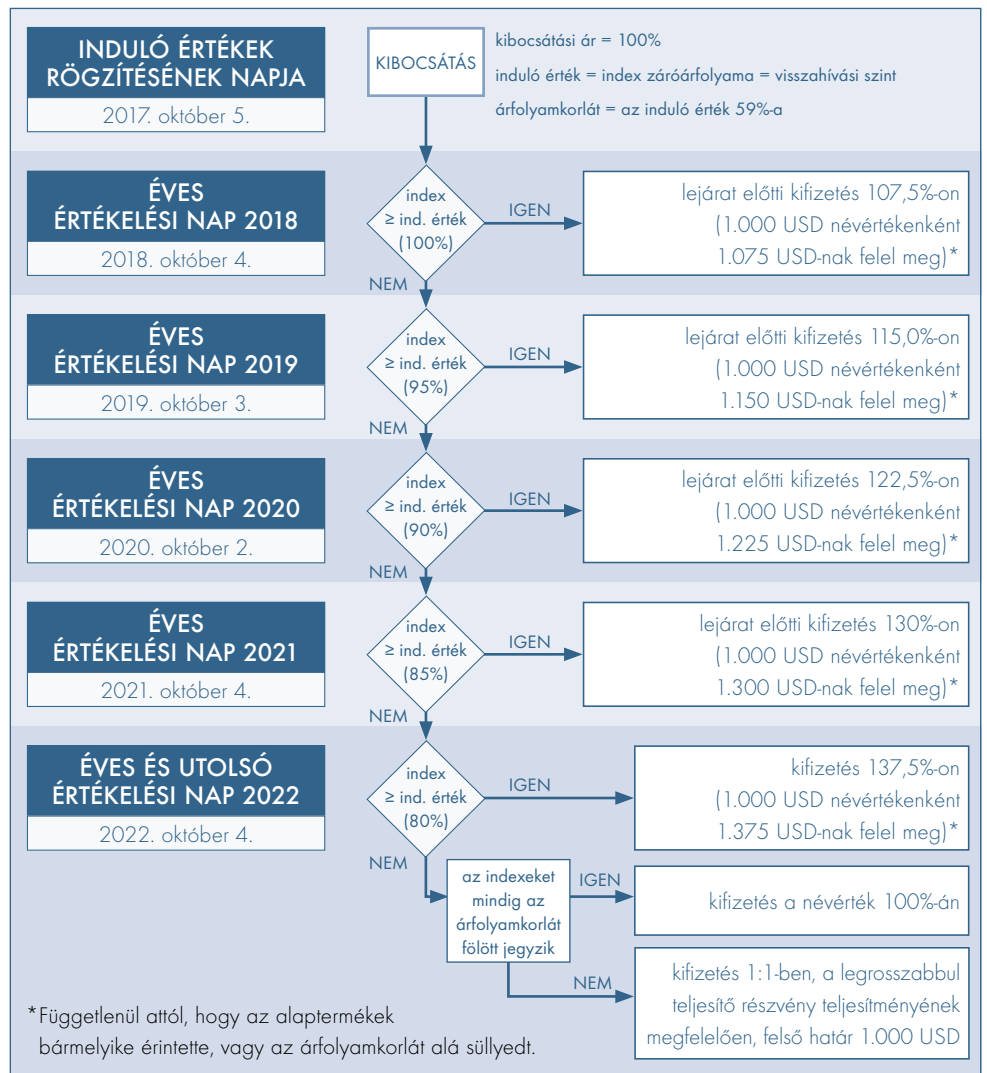 INDULÓ ÉRTÉKEK
RÖGZÍTÉSÉNEK NAPJA
2017. október 5.
KIBOCSÁTÁS
kibocsátási ár = 100%
induló érték = index záróárfolyama = visszahívási szint
árfolyamkorlát = az induló érték 59%-a
ÉVES
ÉRTÉKELÉSI NAP 2018
2018. október 4.
index
≥ ind. érték
(100%)
IGEN
lejárat előtti kifizetés 107,5%-on
(1.000 USD névértékenként
1.075 USD-nak felel meg)*
NEM
ÉVES
ÉRTÉKELÉSI NAP 2019
2019. október 3.
index
≥ ind. érték
(95%)
IGEN
lejárat előtti kifizetés 115,0%-on
(1.000 USD névértékenként
1.150 USD-nak felel meg)*
NEM
ÉVES
ÉRTÉKELÉSI NAP 2020
2020. október 2.
index
≥ ind. érték
(90%)
IGEN
lejárat előtti kifizetés 122,5%-on
(1.000 USD névértékenként
1.225 USD-nak felel meg)*
NEM
ÉVES
ÉRTÉKELÉSI NAP 2021
2021. október 4.
index
≥ ind. érték
(85%)
IGEN
lejárat előtti kifizetés 130%-on
(1.000 USD névértékenként
1.300 USD-nak felel meg)*
NEM
ÉVES ÉS UTOLSÓ
ÉRTÉKELÉSI NAP 2022
2022. október 4.
index
≥ ind. érték
(80%)
IGEN
kifizetés 137,5%-on
(1.000 USD névértékenként
1.375 USD-nak felel meg)*
NEM
az indexeket
mindig az
árfolyamkorlát
fölött jegyzik
IGEN
kifizetés a névérték 100%-án
NEM
kifizetés 1:1-ben, a legrosszabbul
teljesítő részvény teljesítményének
megfelelően, felső határ 1.000 USD
*Függetlenül attól, hogy az alaptermékek
bármelyike érintette, vagy az árfolyamkorlát alá süllyedt.